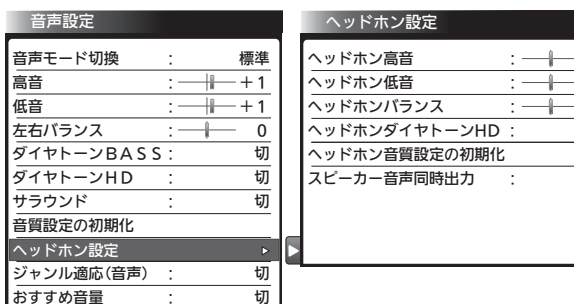 音声設定
音声モード切換 : 標準
高音 : +1
低音 : +1
左右バランス : 0
ダイヤトーンBASS : 切
ダイヤトーンHD : 切
サラウンド : 切
音質設定の初期化
ヘッドホン設定
ジャンル適応(音声) : 切
おすすめ音量 : 切
ヘッドホン設定
ヘッドホン高音 :
ヘッドホン低音 :
ヘッドホンバランス :
ヘッドホンダイヤトーンHD :
ヘッドホン音質設定の初期化
スピーカー音声同時出力 :